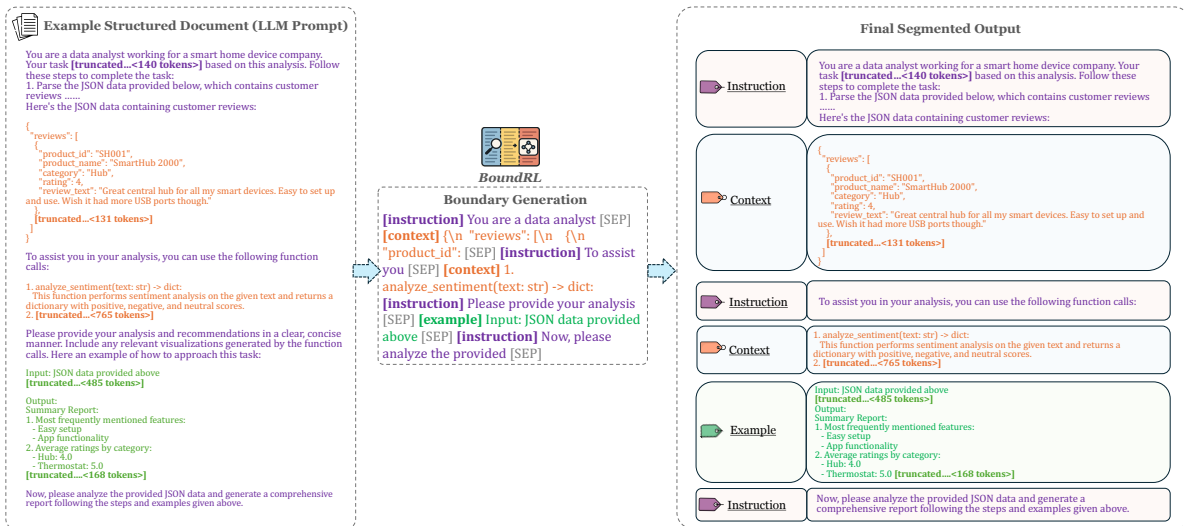 Example Structured Document (LLM Prompt)
You are a data analyst working for a smart home device company.
Your task [truncated...<140 tokens>] based on this analysis. Follow
these steps to complete the task:
1. Parse the JSON data provided below, which contains customer
reviews ......
Here's the JSON data containing customer reviews:
{
"reviews": [
{
"product_id": "SH001",
"product_name": "SmartHub 2000",
"category": "Hub",
"rating": 4,
"review_text": "Great central hub for all my smart devices. Easy to set up
and use. Wish it had more USB ports though."
},
[truncated...<131 tokens>]
]
}
To assist you in your analysis, you can use the following function
calls:
1. analyze_sentiment(text: str) -> dict:
This function performs sentiment analysis on the given text and returns a
dictionary with positive, negative, and neutral scores.
2. [truncated...<765 tokens>]
Please provide your analysis and recommendations in a clear, concise
manner. Include any relevant visualizations generated by the function
calls. Here an example of how to approach this task:
Input: JSON data provided above
[truncated...<485 tokens>]
Output:
Summary Report:
1. Most frequently mentioned features:
- Easy setup
- App functionality
2. Average ratings by category:
- Hub: 4.0
- Thermostat: 5.0
[truncated....<168 tokens>]
Now, please analyze the provided JSON data and generate a comprehensive
report following the steps and examples given above.
BoundRL
Boundary Generation
[instruction] You are a data analyst [SEP]
[context] {\n "reviews": [\n {\n
"product_id": [SEP] [instruction] To assist
you [SEP] [context] 1.
analyze_sentiment(text: str) -> dict:
[instruction] Please provide your analysis
[SEP] [example] Input: JSON data provided
above [SEP] [instruction] Now, please
analyze the provided [SEP]
Final Segmented Output
Instruction
You are a data analyst working for a smart home device company. Your
task [truncated...<140 tokens>] based on this analysis. Follow these
steps to complete the task:
1. Parse the JSON data provided below, which contains customer reviews
......
Here's the JSON data containing customer reviews:
Context
{
"reviews": [
{
"product_id": "SH001",
"product_name": "SmartHub 2000",
"category": "Hub",
"rating": 4,
"review_text": "Great central hub for all my smart devices. Easy to set up and
use. Wish it had more USB ports though."
},
[truncated...<131 tokens>]
]
}
Instruction
To assist you in your analysis, you can use the following function calls:
Context
1. analyze_sentiment(text: str) -> dict:
This function performs sentiment analysis on the given text and returns a
dictionary with positive, negative, and neutral scores.
2. [truncated...<765 tokens>]
Example
Input: JSON data provided above
[truncated...<485 tokens>]
Output:
Summary Report:
1. Most frequently mentioned features:
- Easy setup
- App functionality
2. Average ratings by category:
- Hub: 4.0
- Thermostat: 5.0 [truncated...<168 tokens>]
Instruction
Now, please analyze the provided JSON data and generate a
comprehensive report following the steps and examples given above.